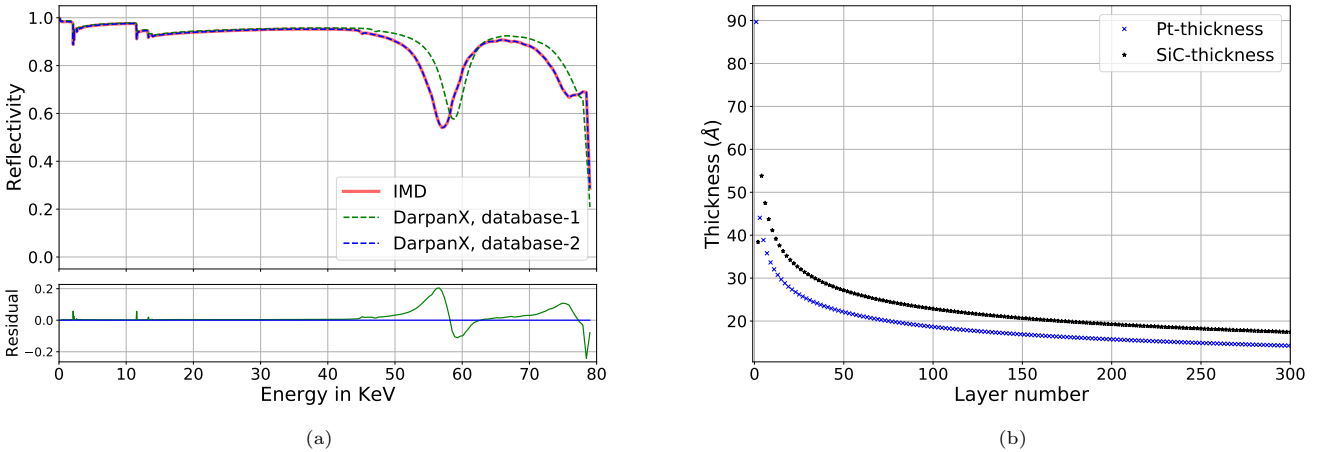 1.0
0.8
0.6
0.4
0.2
0.0
Reflectivity
IMD
DarpanX, database-1
DarpanX, database-2
0.2
0.0
−0.2
Residual
0 10 20 30 40 50 60 70 80
Energy in KeV
(a)
90
80
70
60
50
40
30
20
Thickness (Å)
Pt-thickness
SiC-thickness
0 50 100 150 200 250 300
Layer number
(b)